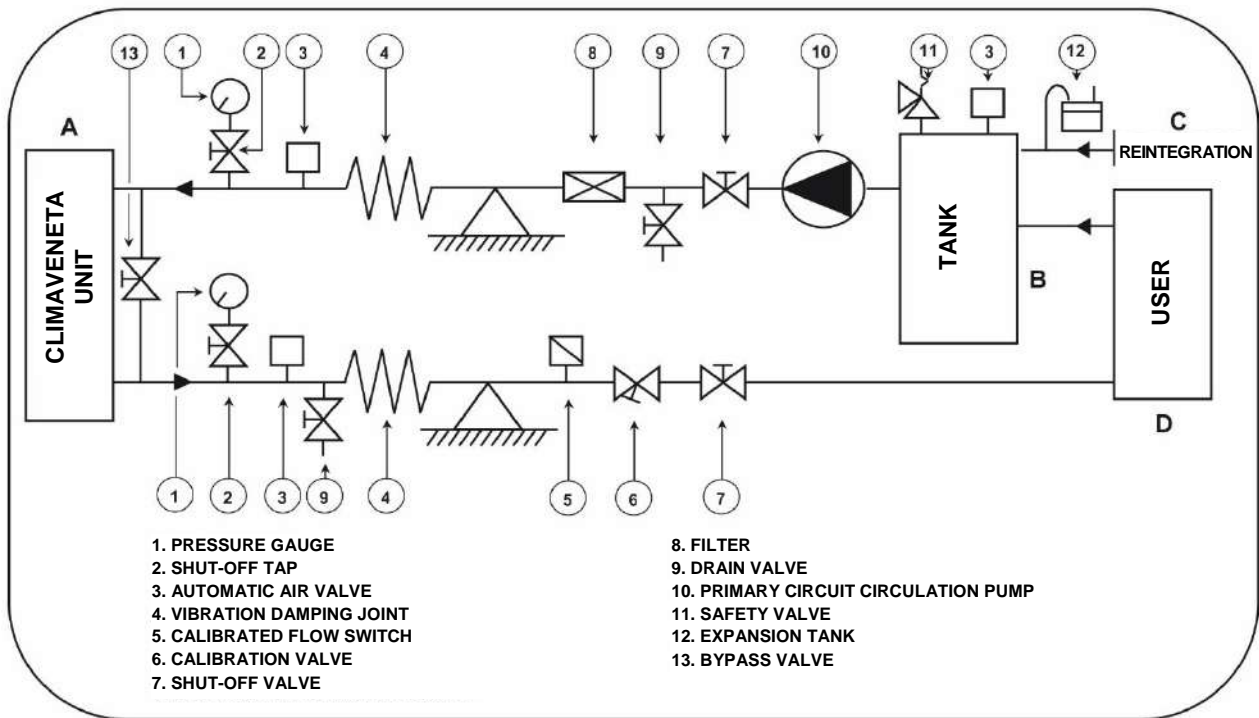 13
1
2
3
4
8
9
7
10
11
3
12
A
C
REINTEGRATION
CLIMAVENETA
UNIT
TANK
B
USER
D
1
2
3
9
4
5
6
7
1. PRESSURE GAUGE
2. SHUT-OFF TAP
3. AUTOMATIC AIR VALVE
4. VIBRATION DAMPING JOINT
5. CALIBRATED FLOW SWITCH
6. CALIBRATION VALVE
7. SHUT-OFF VALVE
8. FILTER
9. DRAIN VALVE
10. PRIMARY CIRCUIT CIRCULATION PUMP
11. SAFETY VALVE
12. EXPANSION TANK
13. BYPASS VALVE